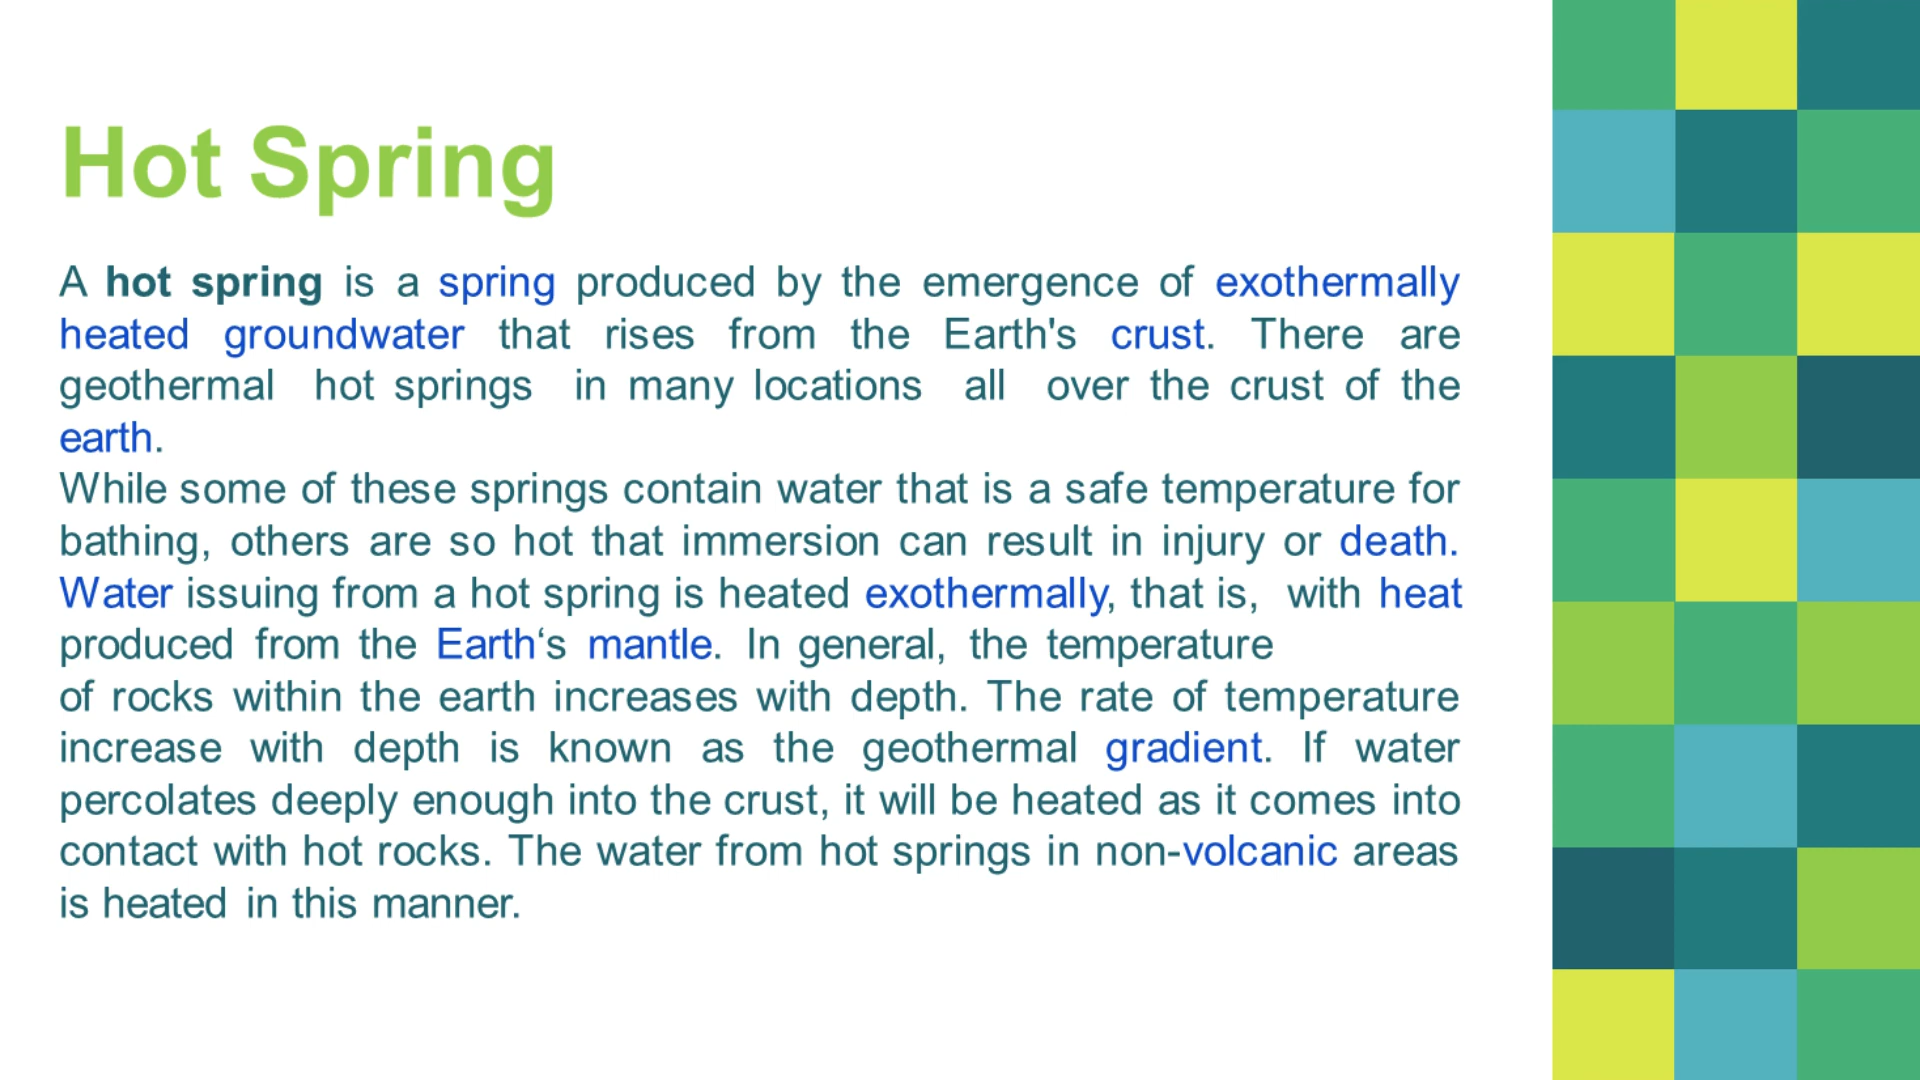 Hot Spring
A hot spring is a spring produced by the emergence of exothermally
heated groundwater that rises from the Earth's crust. There are
geothermal hot springs in many locations all over the crust of the
earth.
While some of these springs contain water that is a safe temperature for
bathing, others are so hot that immersion can result in injury or death.
Water issuing from a hot spring is heated exothermally, that is, with heat
produced from the Earth‘s mantle. In general, the temperature
of rocks within the earth increases with depth. The rate of temperature
increase with depth is known as the geothermal gradient. If water
percolates deeply enough into the crust, it will be heated as it comes into
contact with hot rocks. The water from hot springs in non-volcanic areas
is heated in this manner.